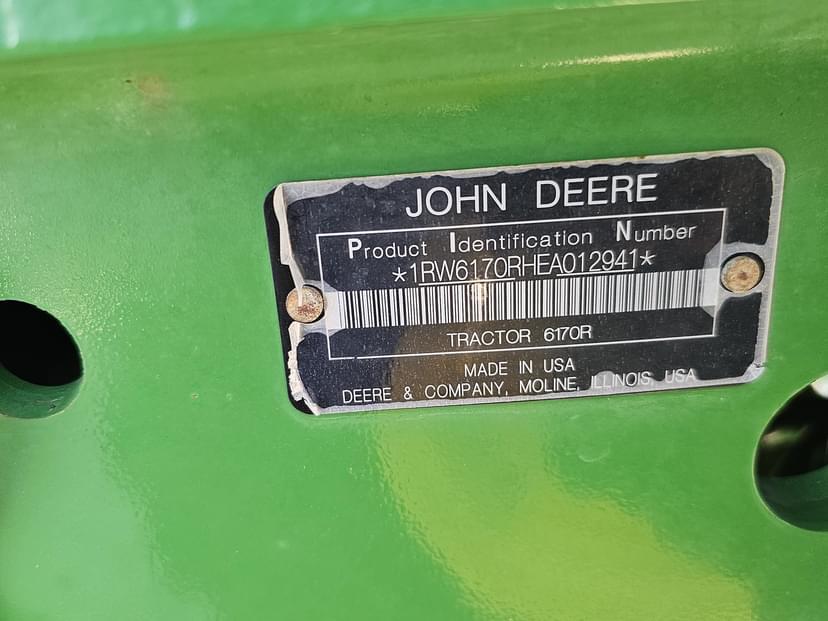 JOHN DEERE
Product Identification Number
*1RW6170RHEA012941*
TRACTOR 6170R
MADE IN USA
DEERE & COMPANY, MOLINE, ILLINOIS, USA